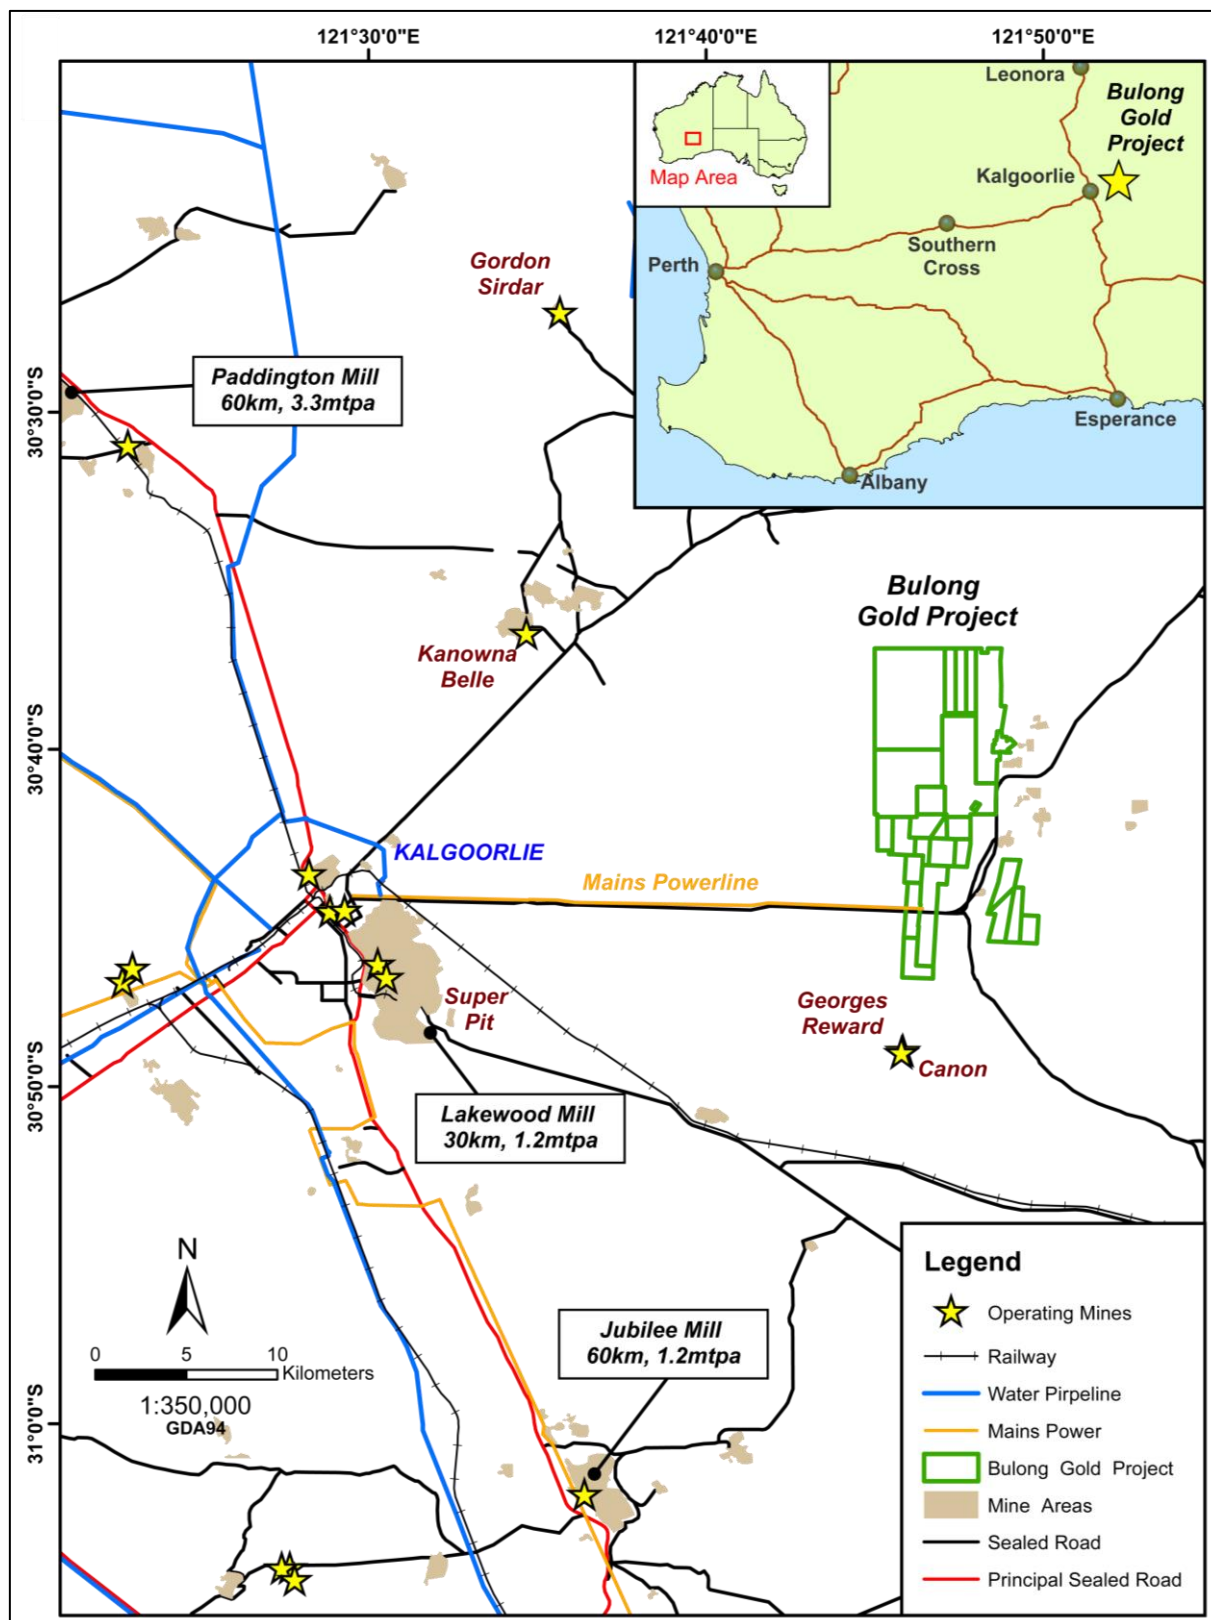 121°30'0"E
121°40'0"E
121°50'0"E
30°30'0"S
30°40'0"S
30°50'0"S
31°0'0"S
Map Area
Leonora
Bulong
Gold
Project
Kalgoorlie
Southern
Cross
Perth
Esperance
Albany
Gordon
Sirdar
Paddington Mill
60km, 3.3mtpa
Kanowna
Belle
Bulong
Gold Project
KALGOORLIE
Mains Powerline
Super
Pit
Georges
Reward
Canon
Lakewood Mill
30km, 1.2mtpa
Jubilee Mill
60km, 1.2mtpa
N
0 5 10
Kilometers
1:350,000
GDA94
Legend
Operating Mines
Railway
Water Pirpeline
Mains Power
Bulong Gold Project
Mine Areas
Sealed Road
Principal Sealed Road